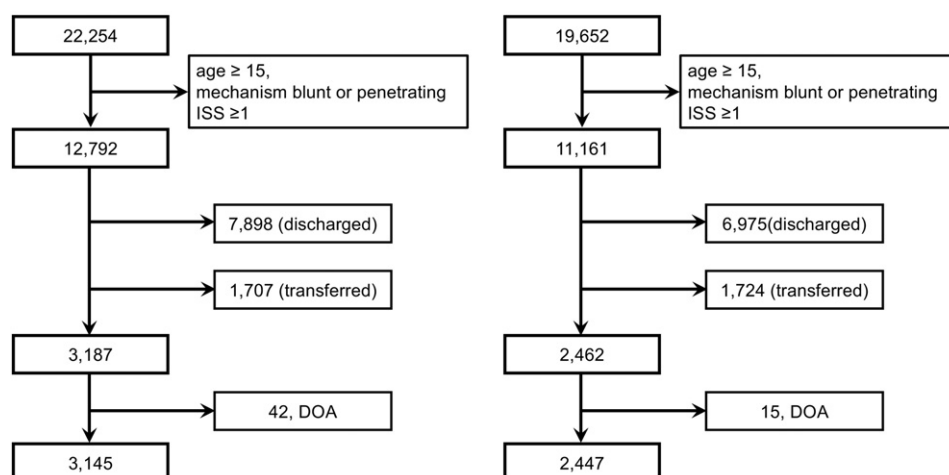 22,254
age ≥ 15,
mechanism blunt or penetrating
ISS ≥1
12,792
7,898 (discharged)
1,707 (transferred)
3,187
42, DOA
3,145
19,652
age ≥ 15,
mechanism blunt or penetrating
ISS ≥1
11,161
6,975(discharged)
1,724 (transferred)
2,462
15, DOA
2,447